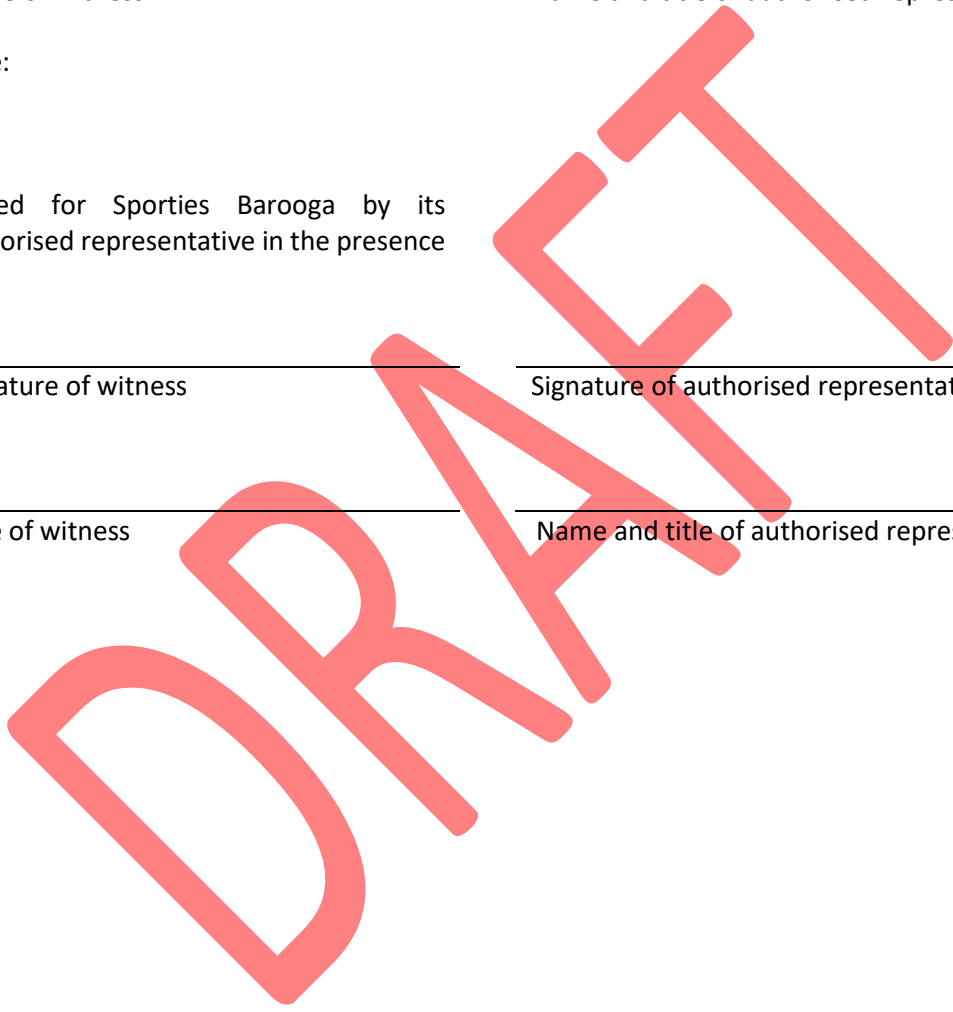 e:
ed for Sporties Barooga by its
orised representative in the presence
ature of witness
Signature of authorised representat
e of witness
Name and title of authorised repres
DRAFT